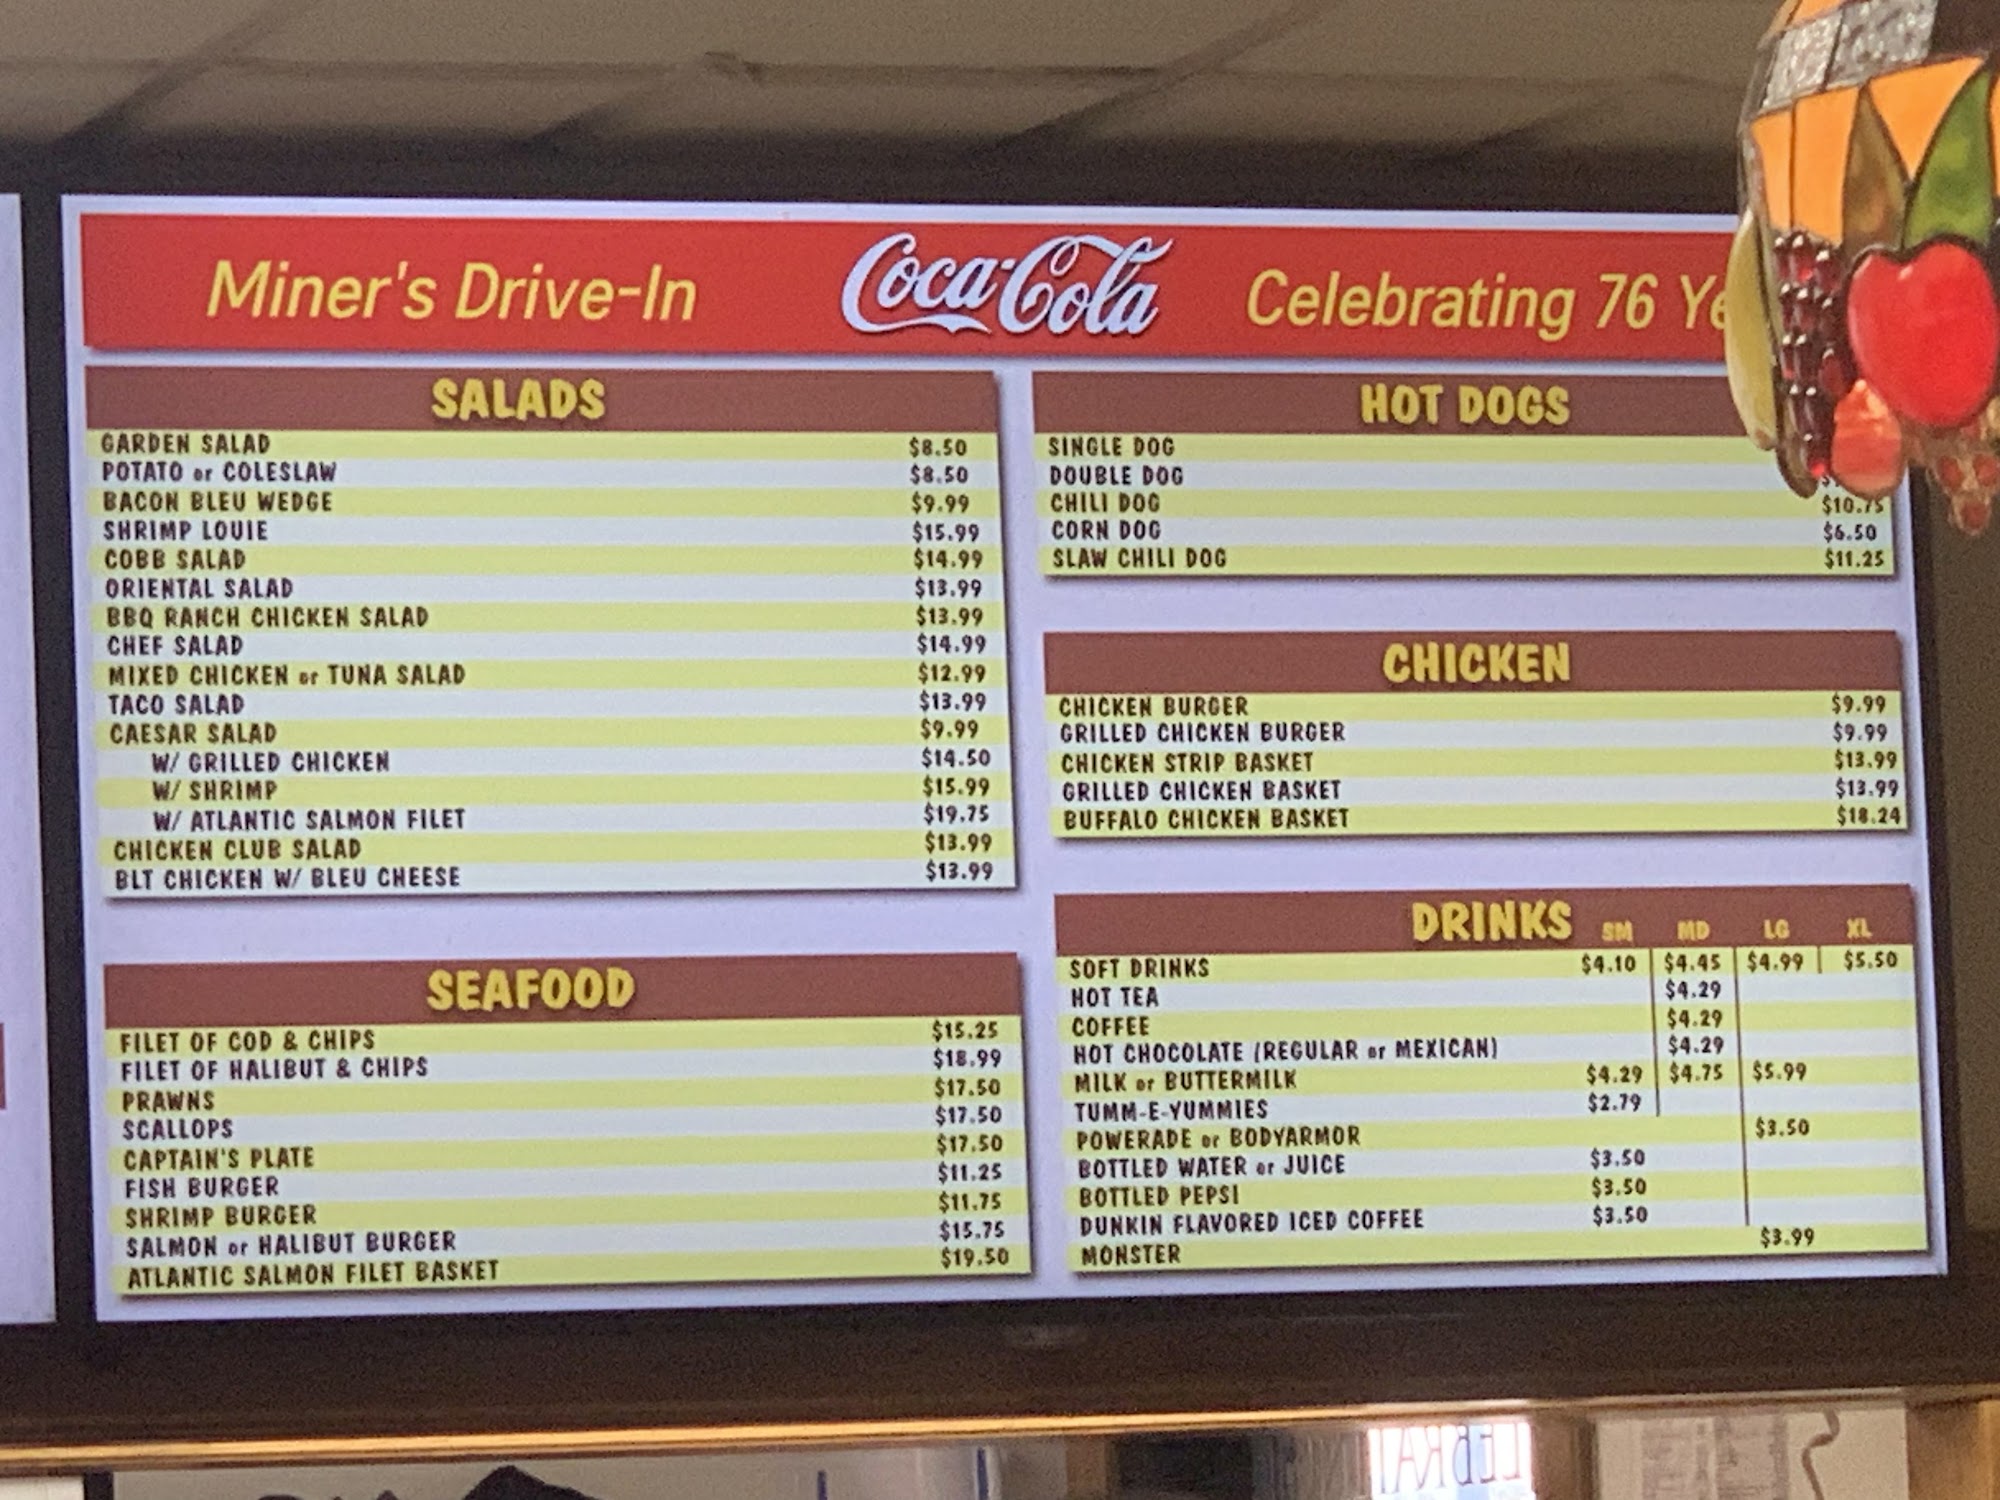 Miner's Drive-In Coca-Cola Celebrating 76
SALADS
GARDEN SALAD $8.50
POTATO or COLESLAW $8.50
BACON BLEU WEDGE $9.99
SHRIMP LOUIE $15.99
COBB SALAD $14.99
ORIENTAL SALAD $13.99
BBQ RANCH CHICKEN SALAD $13.99
CHEF SALAD $14.99
MIXED CHICKEN or TUNA SALAD $12.99
TACO SALAD $13.99
CAESAR SALAD $9.99
W/ GRILLED CHICKEN $14.50
W/ SHRIMP $15.99
W/ ATLANTIC SALMON FILET $19.75
CHICKEN CLUB SALAD $13.99
BLT CHICKEN W/ BLEU CHEESE $13.99
SEAFOOD
FILET OF COD & CHIPS $15.25
FILET OF HALIBUT & CHIPS $18.99
PRAWNS $17.50
SCALLOPS $17.50
CAPTAIN'S PLATE $17.50
FISH BURGER $11.25
SHRIMP BURGER $11.75
SALMON or HALIBUT BURGER $15.75
ATLANTIC SALMON FILET BASKET $19.50
HOT DOGS
SINGLE DOG
DOUBLE DOG
CHILI DOG $10.75
CORN DOG $6.50
SLAW CHILI DOG $11.25
CHICKEN
CHICKEN BURGER $9.99
GRILLED CHICKEN BURGER $9.99
CHICKEN STRIP BASKET $13.99
GRILLED CHICKEN BASKET $13.99
BUFFALO CHICKEN BASKET $18.24
DRINKS SM MD LG XL
SOFT DRINKS $4.10 $4.45 $4.99 $5.50
HOT TEA $4.29
COFFEE $4.29
HOT CHOCOLATE (REGULAR or MEXICAN) $4.29
MILK or BUTTERMILK $4.29 $4.75 $5.99
TUMM-E-YUMMIES $2.79
POWERADE or BODYARMOR $3.50
BOTTLED WATER or JUICE $3.50
BOTTLED PEPSI $3.50
DUNKIN FLAVORED ICED COFFEE $3.50
MONSTER $3.99